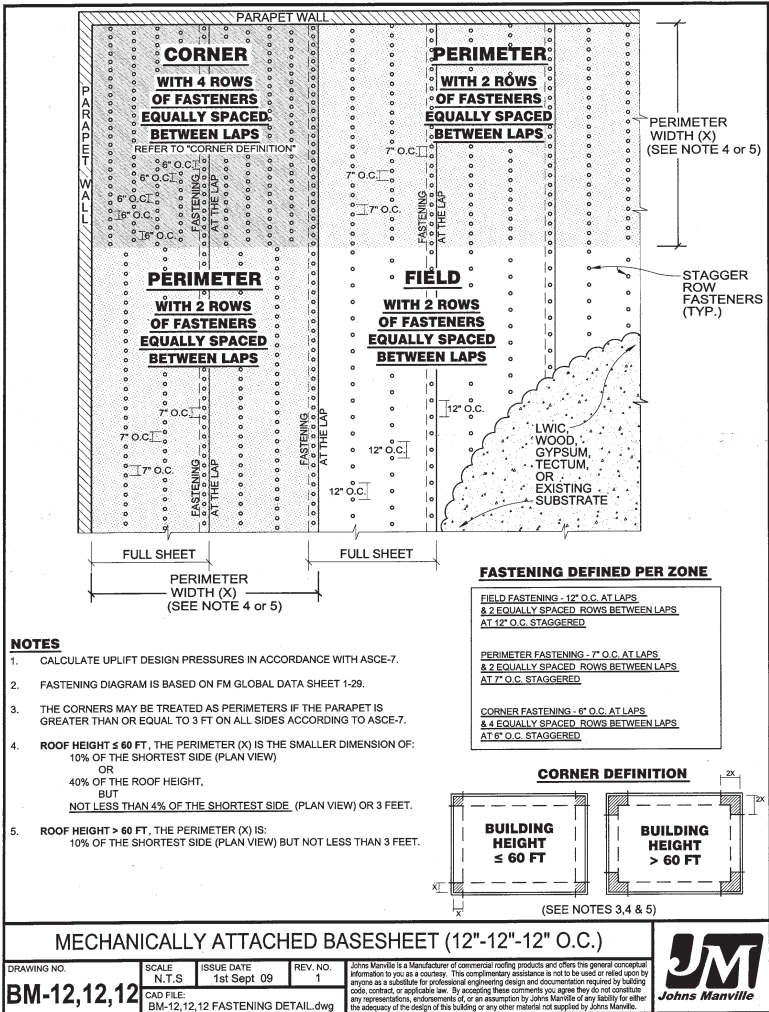 PARAPET WALL
PARAPET WALL
CORNER
WITH 4 ROWS
OF FASTENERS
EQUALLY SPACED
BETWEEN LAPS
REFER TO "CORNER DEFINITION"
6" O.C.
6" O.C.
6" O.C.
6" O.C.
6" O.C.
FASTENING
AT THE LAP
PERIMETER
WITH 2 ROWS
OF FASTENERS
EQUALLY SPACED
BETWEEN LAPS
7" O.C.
7" O.C.
7" O.C.
FASTENING
AT THE LAP
PERIMETER
WIDTH (X)
(SEE NOTE 4 or 5)
STAGGER
ROW
FASTENERS
(TYP.)
PERIMETER
WITH 2 ROWS
OF FASTENERS
EQUALLY SPACED
BETWEEN LAPS
7" O.C.
7" O.C.
7" O.C.
FASTENING
AT THE LAP
FASTENING
AT THE LAP
FIELD
WITH 2 ROWS
OF FASTENERS
EQUALLY SPACED
BETWEEN LAPS
12" O.C.
12" O.C.
12" O.C.
LWIC,
WOOD,
GYPSUM,
TECTUM,
OR
EXISTING
SUBSTRATE
FULL SHEET
FULL SHEET
PERIMETER
WIDTH (X)
(SEE NOTE 4 or 5)
FASTENING DEFINED PER ZONE
FIELD FASTENING - 12" O.C. AT LAPS
& 2 EQUALLY SPACED ROWS BETWEEN LAPS
AT 12" O.C. STAGGERED
PERIMETER FASTENING - 7" O.C. AT LAPS
& 2 EQUALLY SPACED ROWS BETWEEN LAPS
AT 7" O.C. STAGGERED
CORNER FASTENING - 6" O.C. AT LAPS
& 4 EQUALLY SPACED ROWS BETWEEN LAPS
AT 6" O.C. STAGGERED
NOTES
1. CALCULATE UPLIFT DESIGN PRESSURES IN ACCORDANCE WITH ASCE-7.
2. FASTENING DIAGRAM IS BASED ON FM GLOBAL DATA SHEET 1-29.
3. THE CORNERS MAY BE TREATED AS PERIMETERS IF THE PARAPET IS
GREATER THAN OR EQUAL TO 3 FT ON ALL SIDES ACCORDING TO ASCE-7.
4. ROOF HEIGHT ≤ 60 FT, THE PERIMETER (X) IS THE SMALLER DIMENSION OF:
10% OF THE SHORTEST SIDE (PLAN VIEW)
OR
40% OF THE ROOF HEIGHT,
BUT
NOT LESS THAN 4% OF THE SHORTEST SIDE (PLAN VIEW) OR 3 FEET.
5. ROOF HEIGHT > 60 FT, THE PERIMETER (X) IS:
10% OF THE SHORTEST SIDE (PLAN VIEW) BUT NOT LESS THAN 3 FEET.
CORNER DEFINITION
BUILDING
HEIGHT
≤ 60 FT
X
X
BUILDING
HEIGHT
> 60 FT
2X
2X
(SEE NOTES 3,4 & 5)
MECHANICALLY ATTACHED BASESHEET (12"-12"-12" O.C.)
DRAWING NO.
BM-12,12,12
SCALE
N.T.S
ISSUE DATE
1st Sept 09
REV. NO.
1
CAD FILE:
BM-12,12,12 FASTENING DETAIL.dwg
Johns Manville is a Manufacturer of commercial roofing products and offers this general conceptual
information to you as a courtesy. This complimentary assistance is not to be used or relied upon by
anyone as a substitute for professional engineering design and documentation required by building
code, contract, or applicable law. By accepting these comments you agree they do not constitute
any representations, endorsements of, or an assumption by Johns Manville of any liability for either
the adequacy of the design of this building or any other material not supplied by Johns Manville.
JM
Johns Manville